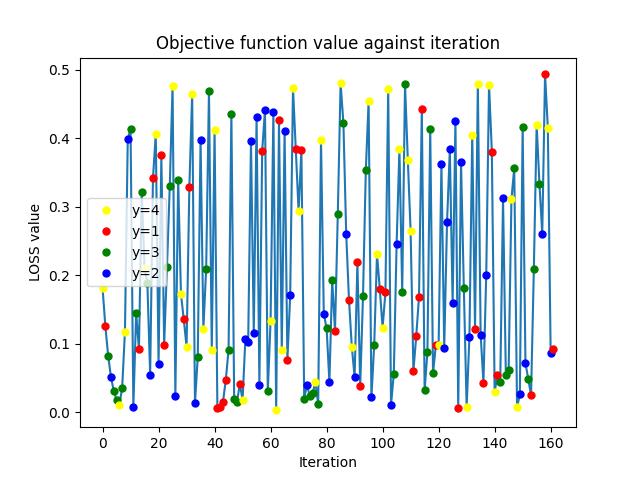 Objective function value against iteration
0.5
0.4
0.3
0.2
0.1
0.0
LOSS value
y=4
y=1
y=3
y=2
0 20 40 60 80 100 120 140 160
Iteration